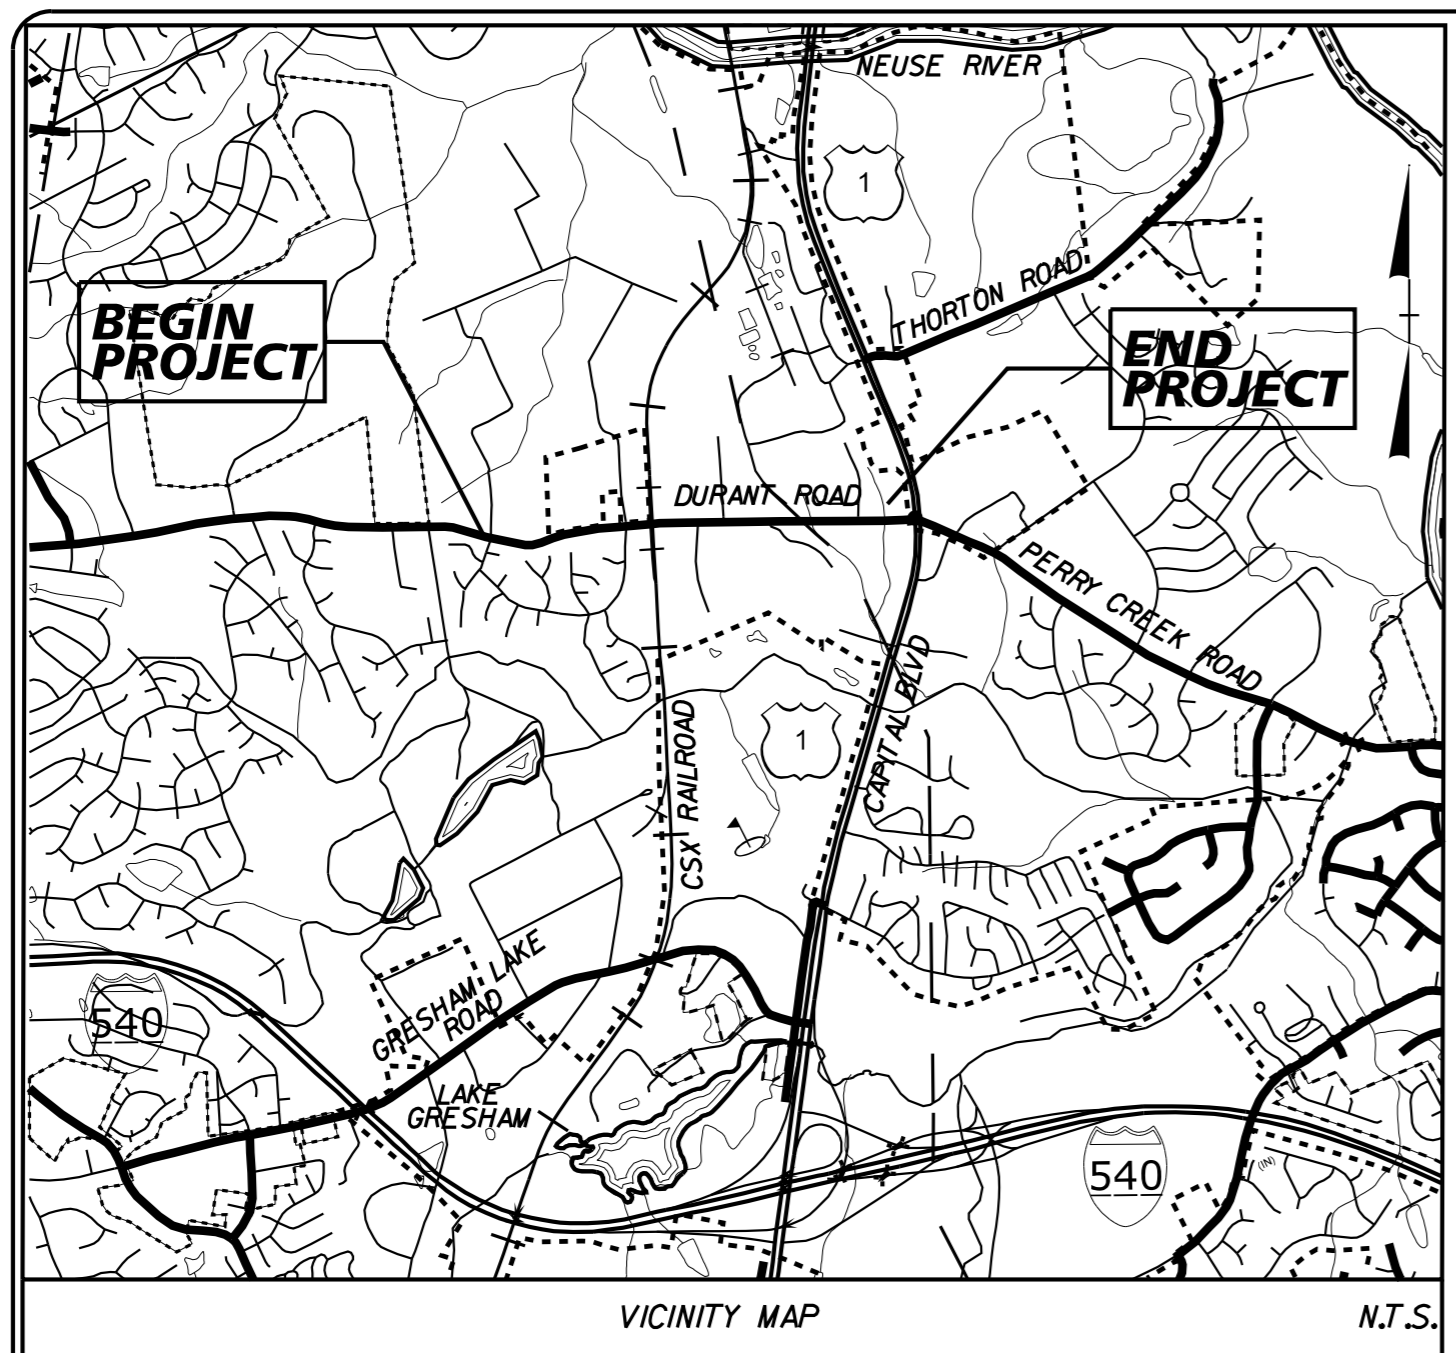 NEUSE RIVER
1
THORTON ROAD
BEGIN
PROJECT
END
PROJECT
DURANT ROAD
PERRY CREEK ROAD
CAPITAL BLVD
1
CSX RAILROAD
GRESHAM LAKE
ROAD
540
LAKE
GRESHAM
540
(IN)
VICINITY MAP
N.T.S.